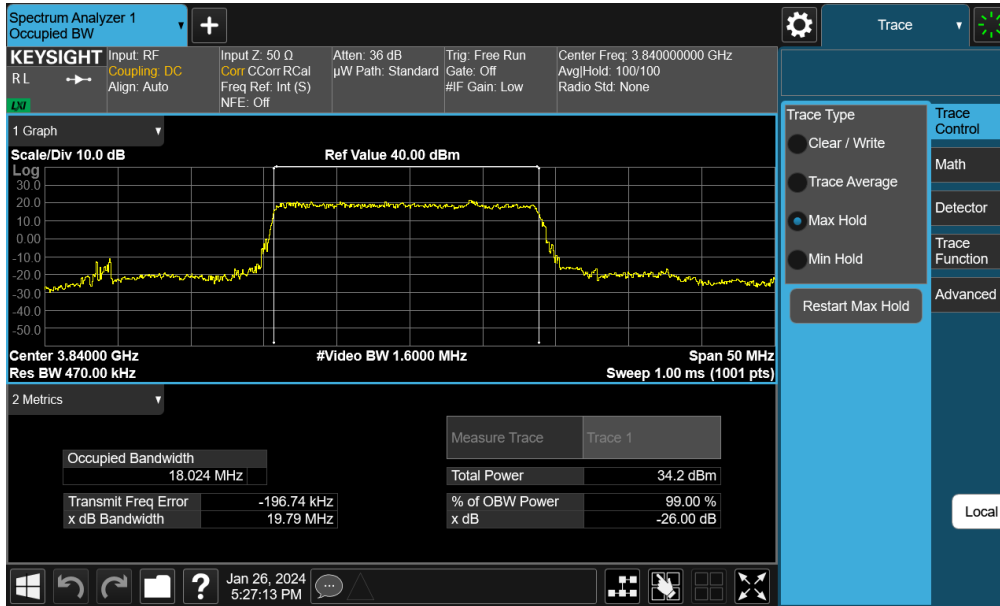 Spectrum Analyzer 1
Occupied BW
+
Trace
KEYSIGHT
R L
LXI
Input: RF
Coupling: DC
Align: Auto
Input Z: 50 Ω
Corr CCorr RCal
Freq Ref: Int (S)
NFE: Off
Atten: 36 dB
µW Path: Standard
Trig: Free Run
Gate: Off
#IF Gain: Low
Center Freq: 3.840000000 GHz
Avg|Hold: 100/100
Radio Std: None
1 Graph
Scale/Div 10.0 dB
Ref Value 40.00 dBm
Log
30.0
20.0
10.0
0.00
-10.0
-20.0
-30.0
-40.0
-50.0
Center 3.84000 GHz
#Video BW 1.6000 MHz
Span 50 MHz
Res BW 470.00 kHz
Sweep 1.00 ms (1001 pts)
2 Metrics
Measure Trace
Trace 1
Occupied Bandwidth
18.024 MHz
Total Power
34.2 dBm
Transmit Freq Error
-196.74 kHz
% of OBW Power
99.00 %
x dB Bandwidth
19.79 MHz
x dB
-26.00 dB
Trace Type
Clear / Write
Trace Average
Max Hold
Min Hold
Restart Max Hold
Trace
Control
Math
Detector
Trace
Function
Advanced
Local
?
Jan 26, 2024
5:27:13 PM